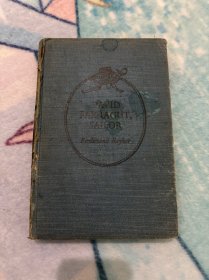 DAVID
FARRAGUT,
SAILOR
Ferdinand Reyher